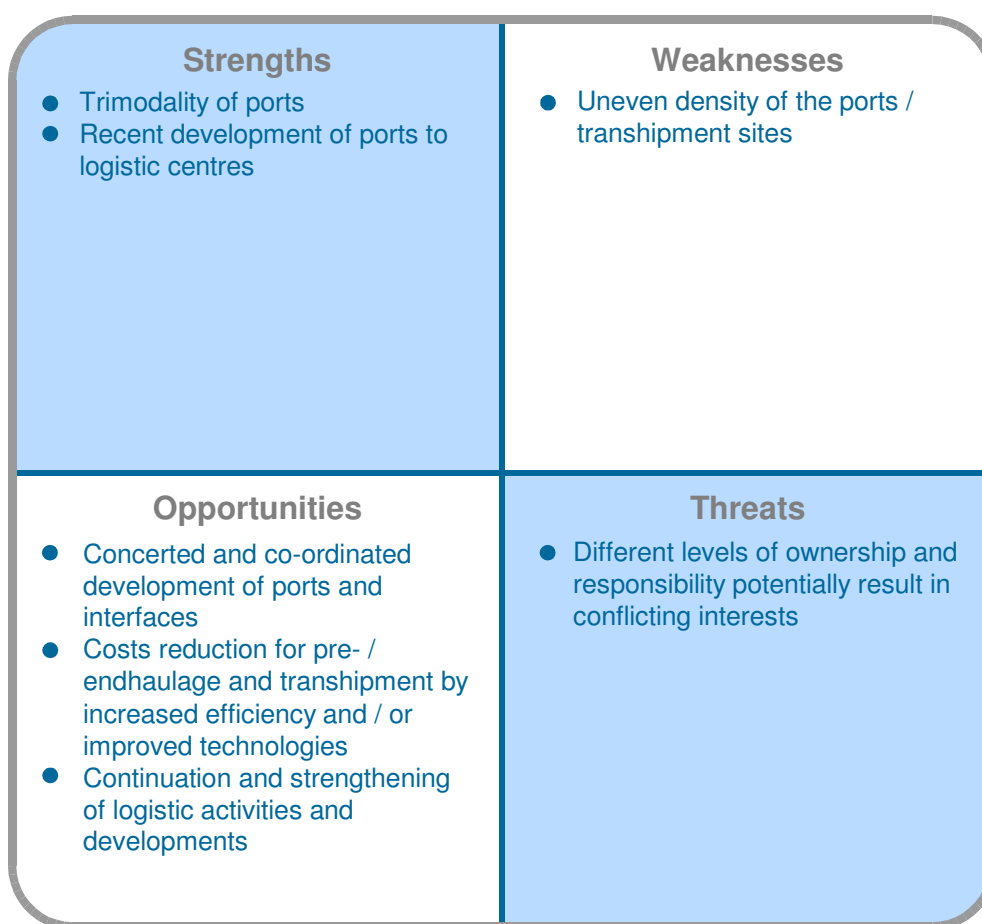 Strengths
● Trimodality of ports
● Recent development of ports to
logistic centres
Weaknesses
● Uneven density of the ports /
transhipment sites
Opportunities
● Concerted and co-ordinated
development of ports and
interfaces
● Costs reduction for pre- /
endhaulage and transhipment by
increased efficiency and / or
improved technologies
● Continuation and strengthening
of logistic activities and
developments
Threats
● Different levels of ownership and
responsibility potentially result in
conflicting interests